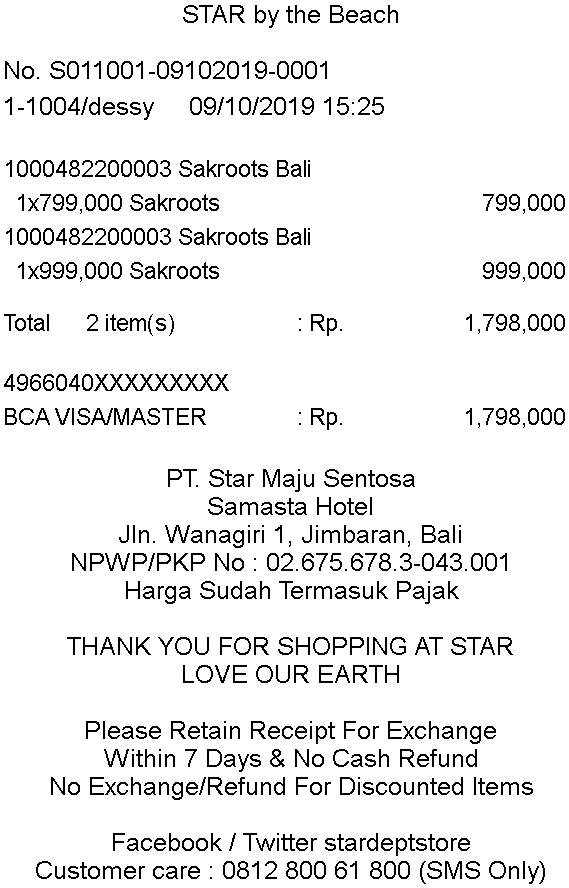 STAR by the Beach
No. S011001-09102019-0001
1-1004/dessy 09/10/2019 15:25
1000482200003 Sakroots Bali
1x799,000 Sakroots 799,000
1000482200003 Sakroots Bali
1x999,000 Sakroots 999,000
Total 2 item(s) : Rp. 1,798,000
4966040XXXXXXXXX
BCA VISA/MASTER : Rp. 1,798,000
PT. Star Maju Sentosa
Samasta Hotel
Jln. Wanagiri 1, Jimbaran, Bali
NPWP/PKP No : 02.675.678.3-043.001
Harga Sudah Termasuk Pajak
THANK YOU FOR SHOPPING AT STAR
LOVE OUR EARTH
Please Retain Receipt For Exchange
Within 7 Days & No Cash Refund
No Exchange/Refund For Discounted Items
Facebook / Twitter stardeptstore
Customer care : 0812 800 61 800 (SMS Only)